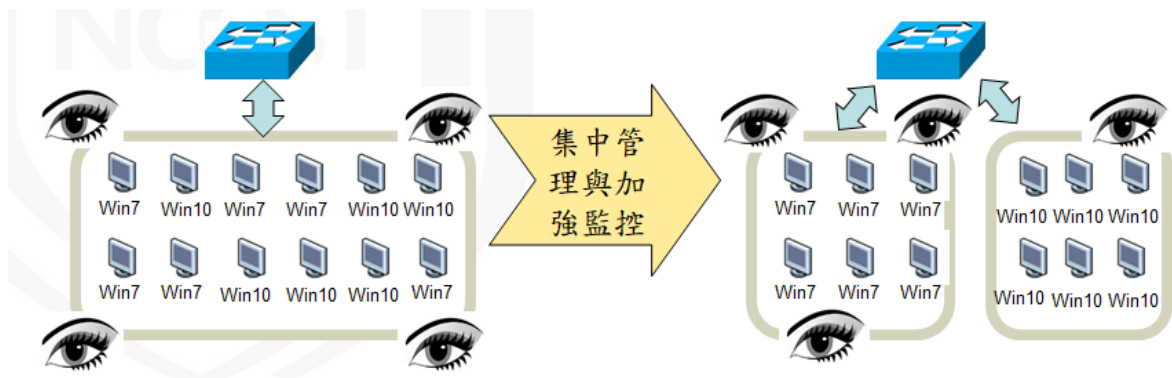 Win7 Win10 Win7 Win7 Win10 Win10
Win7 Win7 Win10 Win10 Win10 Win7
集中管
理與加
強監控
Win7 Win7 Win7
Win7 Win7 Win7
Win10 Win10 Win10
Win10 Win10 Win10